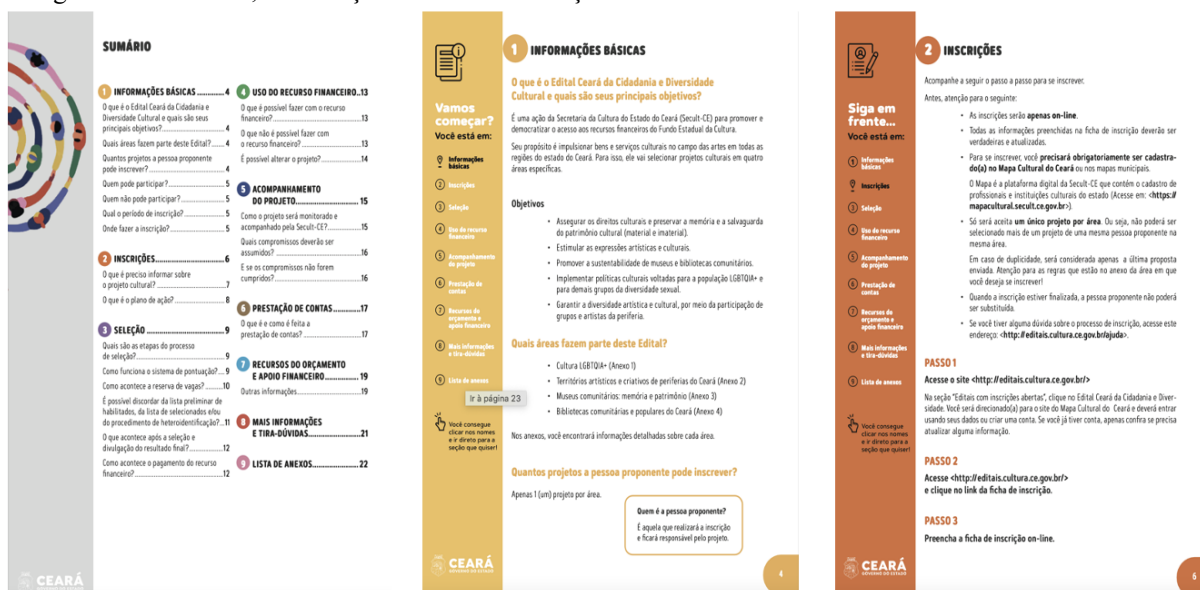 SUMÁRIO
1 INFORMAÇÕES BÁSICAS ............. 4
O que é o Edital Ceará da Cidadania e
Diversidade Cultural e quais são seus
principais objetivos? ............. 4
Quais áreas fazem parte deste Edital? ..... 4
Quantos projetos a pessoa proponente
pode inscrever? ............. 4
Quem pode participar? ............. 5
Quem não pode participar? ............. 5
Qual o período de inscrição? ............. 5
Onde fazer a inscrição? ............. 5
2 INSCRIÇÕES ............. 6
O que é preciso informar sobre
o projeto cultural? ............. 7
O que é o plano de ação? ............. 8
3 SELEÇÃO ............. 9
Quais são as etapas do processo
de seleção? ............. 9
Como funciona o sistema de pontuação? .... 9
Como acontece a reserva de vagas? .......... 10
É possível discordar da lista preliminar de
habilitados, da lista de selecionados e/ou
do procedimento de heteroidentificação? .. 11
O que acontece após a seleção e
divulgação do resultado final? ............. 12
Como acontece o pagamento do recurso
financeiro? ............. 12
4 USO DO RECURSO FINANCEIRO..13
O que é possível fazer com o recurso
financeiro? ............. 13
O que não é possível fazer com
o recurso financeiro? ............. 13
É possível alterar o projeto? ............. 14
5 ACOMPANHAMENTO
DO PROJETO ............. 15
Como o projeto será monitorado e
acompanhado pela Secult-CE? ............. 15
Quais compromissos deverão ser
assumidos? ............. 16
E se os compromissos não forem
cumpridos? ............. 16
6 PRESTAÇÃO DE CONTAS ............. 17
O que é e como é feita a
prestação de contas? ............. 17
7 RECURSOS DO ORÇAMENTO
E APOIO FINANCEIRO ............. 19
Outras informações ............. 19
8 MAIS INFORMAÇÕES
E TIRA-DÚVIDAS ............. 21
9 LISTA DE ANEXOS ............. 22
CEARÁ
GOVERNO DO ESTADO
Vamos
começar?
Você está em:
Informações
básicas
2 Inscrições
3 Seleção
4 Uso do recurso
financeiro
5 Acompanhamento
do projeto
6 Prestação de
contas
7 Recursos do
orçamento e
apoio financeiro
8 Mais informações
e tira-dúvidas
9 Lista de anexos
Ir à página 23
Você consegue
clicar nos nomes
e ir direto para a
seção que quiser!
CEARÁ
GOVERNO DO ESTADO
1 INFORMAÇÕES BÁSICAS
O que é o Edital Ceará da Cidadania e Diversidade
Cultural e quais são seus principais objetivos?
É uma ação da Secretaria da Cultura do Estado do Ceará (Secult-CE) para promover e
democratizar o acesso aos recursos financeiros do Fundo Estadual da Cultura.
Seu propósito é impulsionar bens e serviços culturais no campo das artes em todas as
regiões do estado do Ceará. Para isso, ele vai selecionar projetos culturais em quatro
áreas específicas.
Objetivos
• Assegurar os direitos culturais e preservar a memória e a salvaguarda
do patrimônio cultural (material e imaterial).
• Estimular as expressões artísticas e culturais.
• Promover a sustentabilidade de museus e bibliotecas comunitários.
• Implementar políticas culturais voltadas para a população LGBTQIA+ e
para demais grupos da diversidade sexual.
• Garantir a diversidade artística e cultural, por meio da participação de
grupos e artistas da periferia.
Quais áreas fazem parte deste Edital?
• Cultura LGBTQIA+ (Anexo 1)
• Territórios artísticos e criativos de periferias do Ceará (Anexo 2)
• Museus comunitários: memória e patrimônio (Anexo 3)
• Bibliotecas comunitárias e populares do Ceará (Anexo 4)
Nos anexos, você encontrará informações detalhadas sobre cada área.
Quantos projetos a pessoa proponente pode inscrever?
Apenas 1 (um) projeto por área.
Quem é a pessoa proponente?
É aquela que realizará a inscrição
e ficará responsável pelo projeto.
4
Siga em
frente...
Você está em:
1 Informações
básicas
Inscrições
3 Seleção
4 Uso do recurso
financeiro
5 Acompanhamento
do projeto
6 Prestação de
contas
7 Recursos do
orçamento e
apoio financeiro
8 Mais informações
e tira-dúvidas
9 Lista de anexos
Você consegue
clicar nos nomes
e ir direto para a
seção que quiser!
CEARÁ
GOVERNO DO ESTADO
2 INSCRIÇÕES
Acompanhe a seguir o passo a passo para se inscrever.
Antes, atenção para o seguinte:
• As inscrições serão apenas on-line.
• Todas as informações preenchidas na ficha de inscrição deverão ser
verdadeiras e atualizadas.
• Para se inscrever, você precisará obrigatoriamente ser cadastra-
do(a) no Mapa Cultural do Ceará ou nos mapas municipais.
O Mapa é a plataforma digital da Secult-CE que contém o cadastro de
profissionais e instituições culturais do estado (Acesse em: <https://
mapacultural.secult.ce.gov.br>).
• Só será aceita um único projeto por área. Ou seja, não poderá ser
selecionado mais de um projeto de uma mesma pessoa proponente na
mesma área.
Em caso de duplicidade, será considerada apenas a última proposta
enviada. Atenção para as regras que estão no anexo da área em que
você deseja se inscrever!
• Quando a inscrição estiver finalizada, a pessoa proponente não poderá
ser substituída.
• Se você tiver alguma dúvida sobre o processo de inscrição, acesse este
endereço: <http://editais.cultura.ce.gov.br/ajuda>.
PASSO 1
Acesse o site <http://editais.cultura.ce.gov.br/>
Na seção "Editais com inscrições abertas", clique no Edital Ceará da Cidadania e Diver-
sidade. Você será direcionado(a) para o site do Mapa Cultural do Ceará e deverá entrar
usando seus dados ou criar uma conta. Se você já tiver conta, apenas confira se precisa
atualizar alguma informação.
PASSO 2
Acesse <http://editais.cultura.ce.gov.br/>
e clique no link da ficha de inscrição.
PASSO 3
Preencha a ficha de inscrição on-line.
6